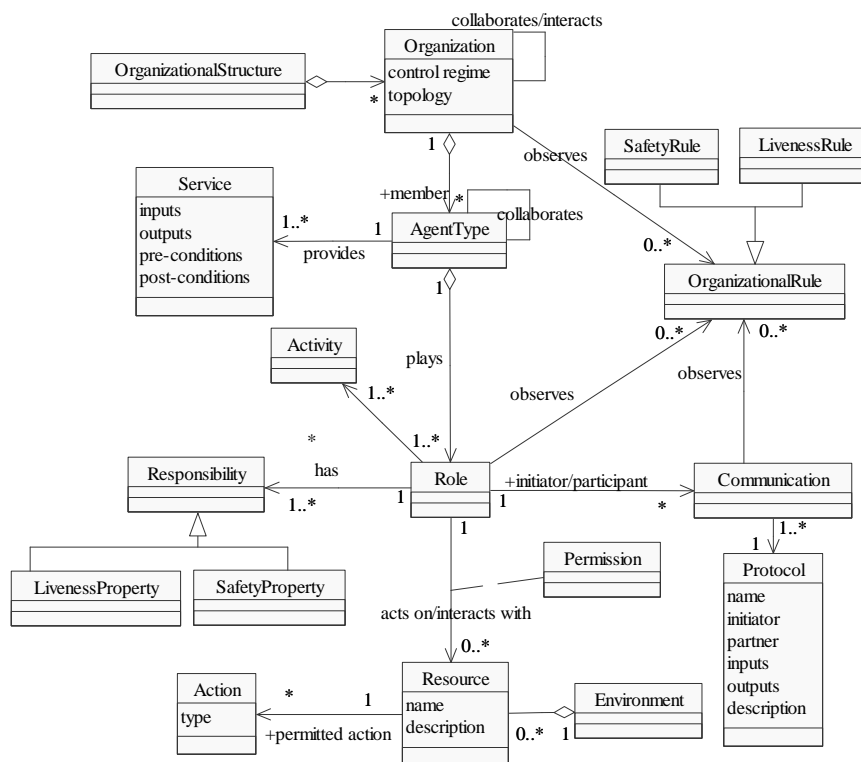 collaborates/interacts
Organization
control regime
topology
OrganizationalStructure
*
1
observes
SafetyRule
LivenessRule
Service
inputs
outputs
pre-conditions
post-conditions
+member
*
collaborates
1..*
1
provides
AgentType
1
0..*
OrganizationalRule
0..*
0..*
Activity
plays
observes
observes
1..*
1..*
*
has
Responsibility
1..*
1
Role
1
+initiator/participant
*
Communication
1
1..*
1
Permission
Protocol
name
initiator
partner
inputs
outputs
description
LivenessProperty
SafetyProperty
acts on/interacts with
0..*
Resource
name
description
Action
type
*
1
+permitted action
Environment
0..*
1